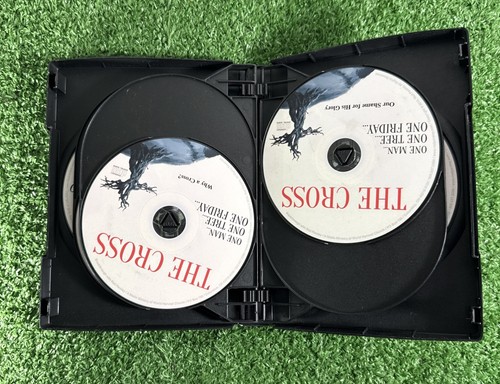 THE CROSS
ONE MAN..
ONE TREE..
ONE FRIDAY..
Why a Cross?
THE CROSS
ONE MAN..
ONE TREE..
ONE FRIDAY..
Our Shame for His Glory